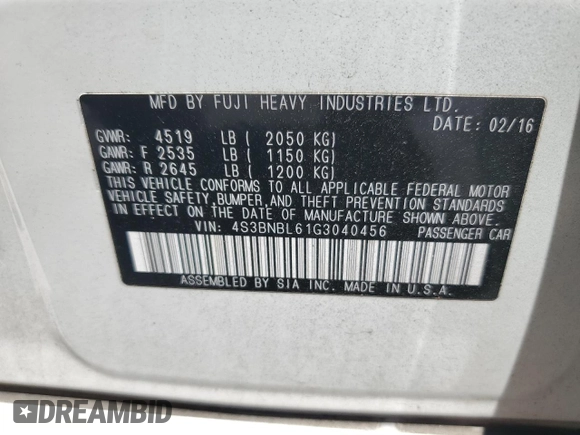 MFD BY FUJI HEAVY INDUSTRIES LTD.
DATE: 02/16
GVWR: 4519 LB ( 2050 KG)
GAWR: F 2535 LB ( 1150 KG)
GAWR: R 2645 LB ( 1200 KG)
THIS VEHICLE CONFORMS TO ALL APPLICABLE FEDERAL MOTOR
VEHICLE SAFETY, BUMPER, AND THEFT PREVENTION STANDARDS
IN EFFECT ON THE DATE OF MANUFACTURE SHOWN ABOVE.
VIN: 4S3BNBL61G3040456 PASSENGER CAR
ASSEMBLED BY SIA INC. MADE IN U.S.A.
DREAMBID